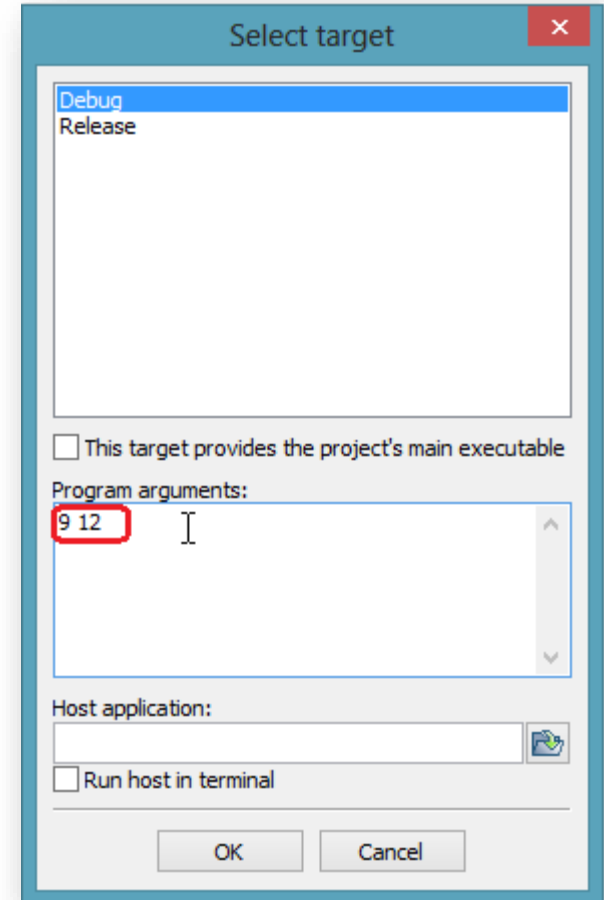 Select target
Debug
Release
This target provides the project's main executable
Program arguments:
9 12
Host application:
Run host in terminal
OK Cancel